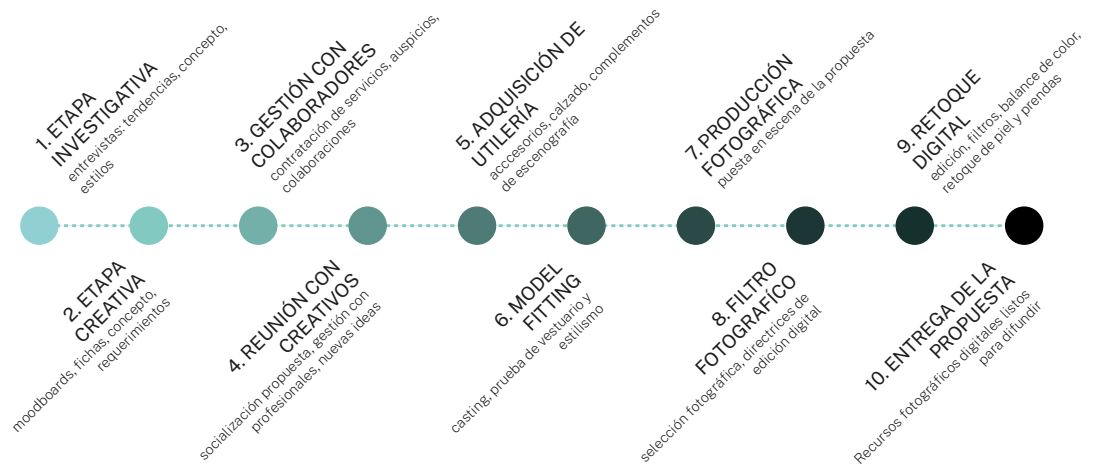 1. ETAPA
INVESTIGATIVA
entrevistas: tendencias, concepto,
estilos
2. ETAPA
CREATIVA
moodboards, fichas, concepto,
requerimientos
3. GESTIÓN CON
COLABORADORES
contratación de servicios, auspicios,
colaboraciones
4. REUNIÓN CON
CREATIVOS
socialización propuesta, gestión con
profesionales, nuevas ideas
5. ADQUISICIÓN DE
UTILERÍA
acccesorios, calzado, complementos
de escenografía
6. MODEL
FITTING
casting, prueba de vestuario y
estilismo
7. PRODUCCIÓN
FOTOGRÁFICA
puesta en escena de la propuesta
8. FILTRO
FOTOGRAFÍCO
selección fotográfica, directrices de
edición digital
9. RETOQUE
DIGITAL
edición, filtros, balance de color,
retoque de piel y prendas
10. ENTREGA DE LA
PROPUESTA
Recursos fotográficos digitales listos
para difundir